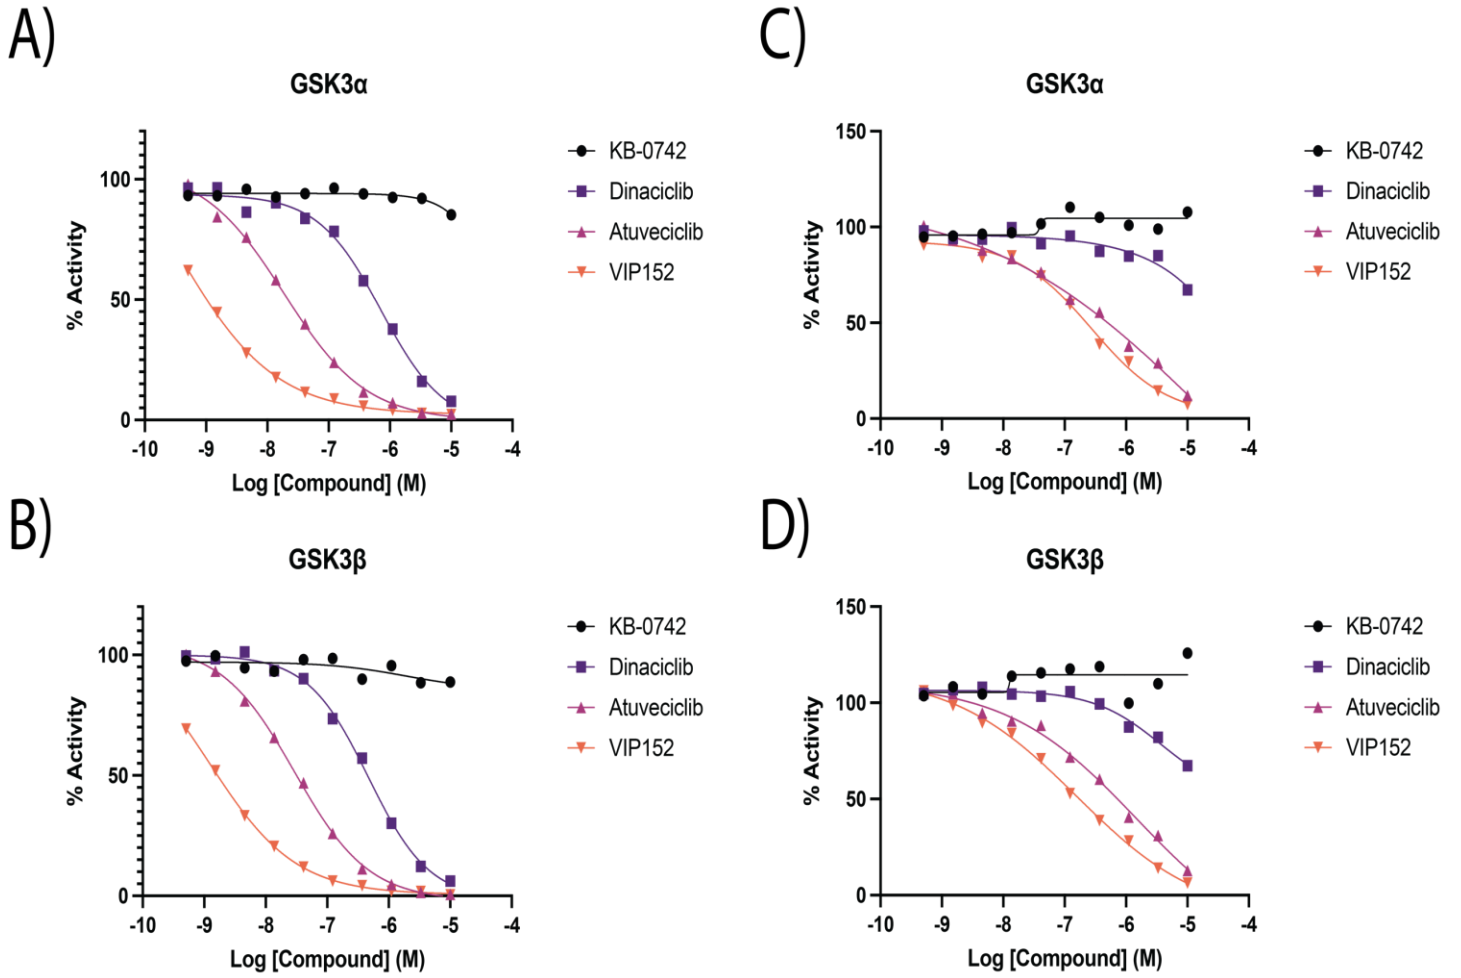 A)
GSK3α
100
50
0
% Activity
-10 -9 -8 -7 -6 -5 -4
Log [Compound] (M)
KB-0742
Dinaciclib
Atuveciclib
VIP152
C)
GSK3α
150
100
50
0
% Activity
-10 -9 -8 -7 -6 -5 -4
Log [Compound] (M)
KB-0742
Dinaciclib
Atuveciclib
VIP152
B)
GSK3β
100
50
0
% Activity
-10 -9 -8 -7 -6 -5 -4
Log [Compound] (M)
KB-0742
Dinaciclib
Atuveciclib
VIP152
D)
GSK3β
150
100
50
0
% Activity
-10 -9 -8 -7 -6 -5 -4
Log [Compound] (M)
KB-0742
Dinaciclib
Atuveciclib
VIP152